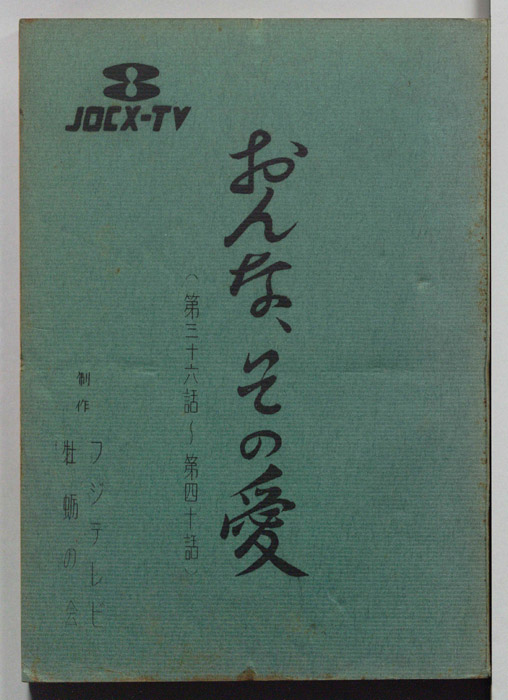 JOCX-TV
おんな、その愛
（第三十六話～第四十話）
制作
フジテレビ
牡蛎の会